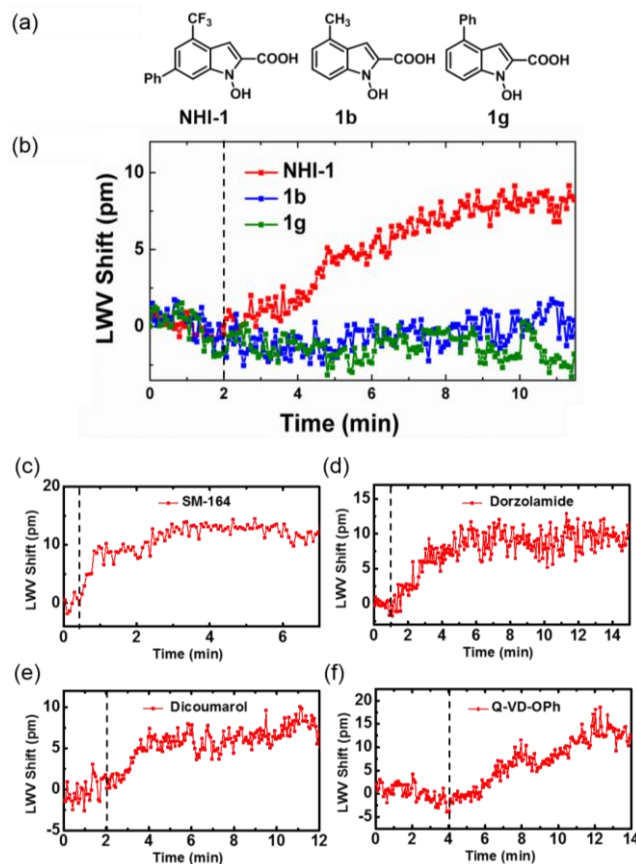 (a)
CF₃
Ph
N
OH
COOH
NHI-1
CH₃
N
OH
COOH
1b
Ph
N
OH
COOH
1g
(b)
LWV Shift (pm)
10
5
0
NHI-1
1b
1g
0 2 4 6 8 10
Time (min)
(c)
LWV Shift (pm)
20
10
0
-10
SM-164
0 2 4 6
Time (min)
(d)
LWV Shift (pm)
15
10
5
0
Dorzolamide
0 2 4 6 8 10 12 14
Time (min)
(e)
LWV Shift (pm)
10
5
0
-5
Dicoumarol
0 2 4 6 8 10 12
Time (min)
(f)
LWV Shift (pm)
20
15
10
5
0
-5
Q-VD-OPh
0 2 4 6 8 10 12 14
Time (min)